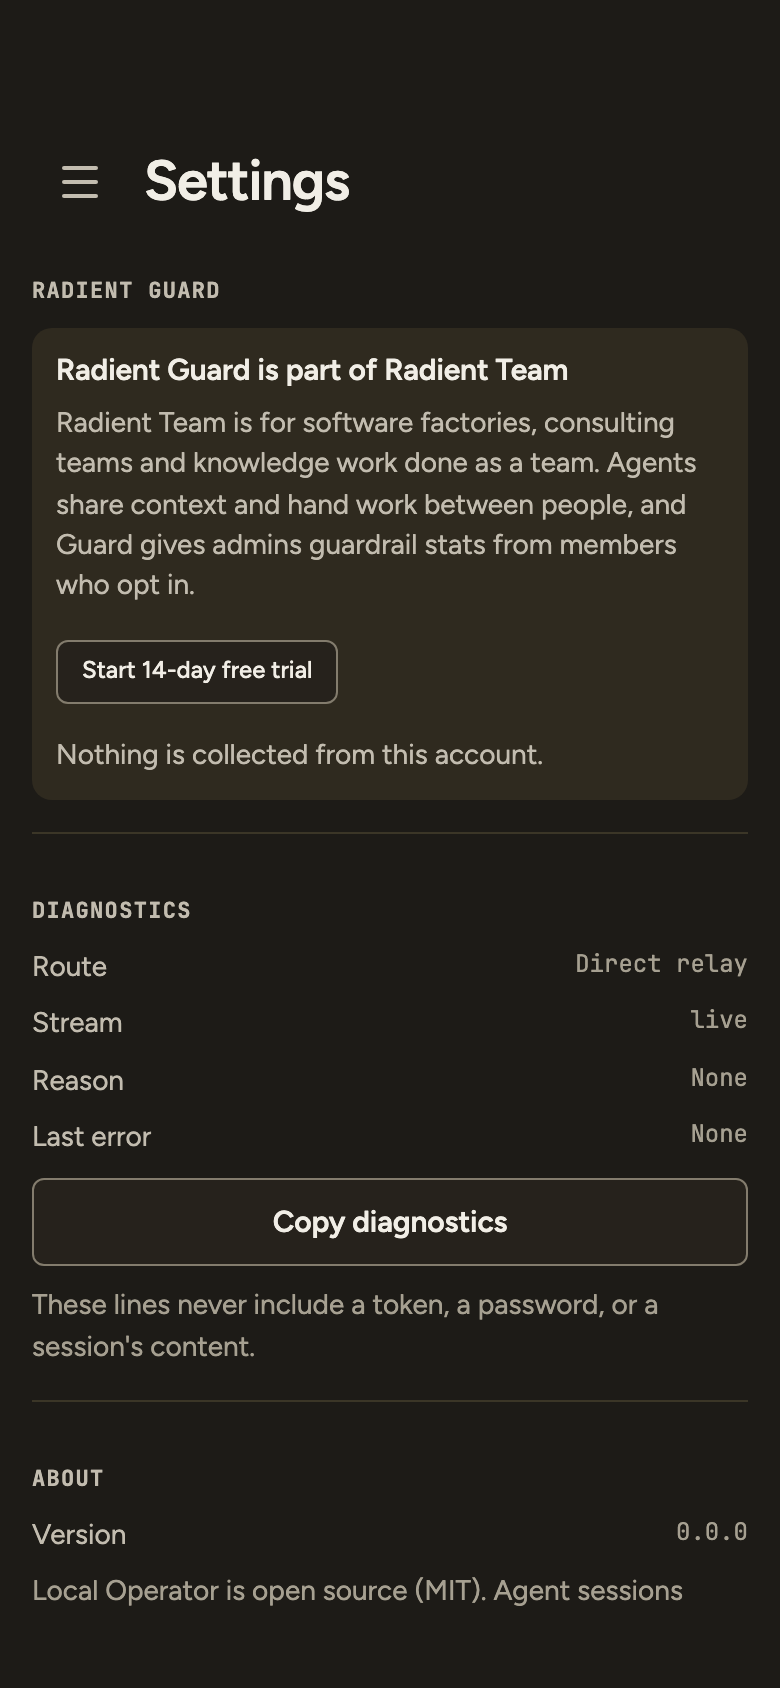 Settings
RADIENT GUARD
Radient Guard is part of Radient Team
Radient Team is for software factories, consulting
teams and knowledge work done as a team. Agents
share context and hand work between people, and
Guard gives admins guardrail stats from members
who opt in.
Start 14-day free trial
Nothing is collected from this account.
DIAGNOSTICS
Route Direct relay
Stream live
Reason None
Last error None
Copy diagnostics
These lines never include a token, a password, or a
session's content.
ABOUT
Version 0.0.0
Local Operator is open source (MIT). Agent sessions